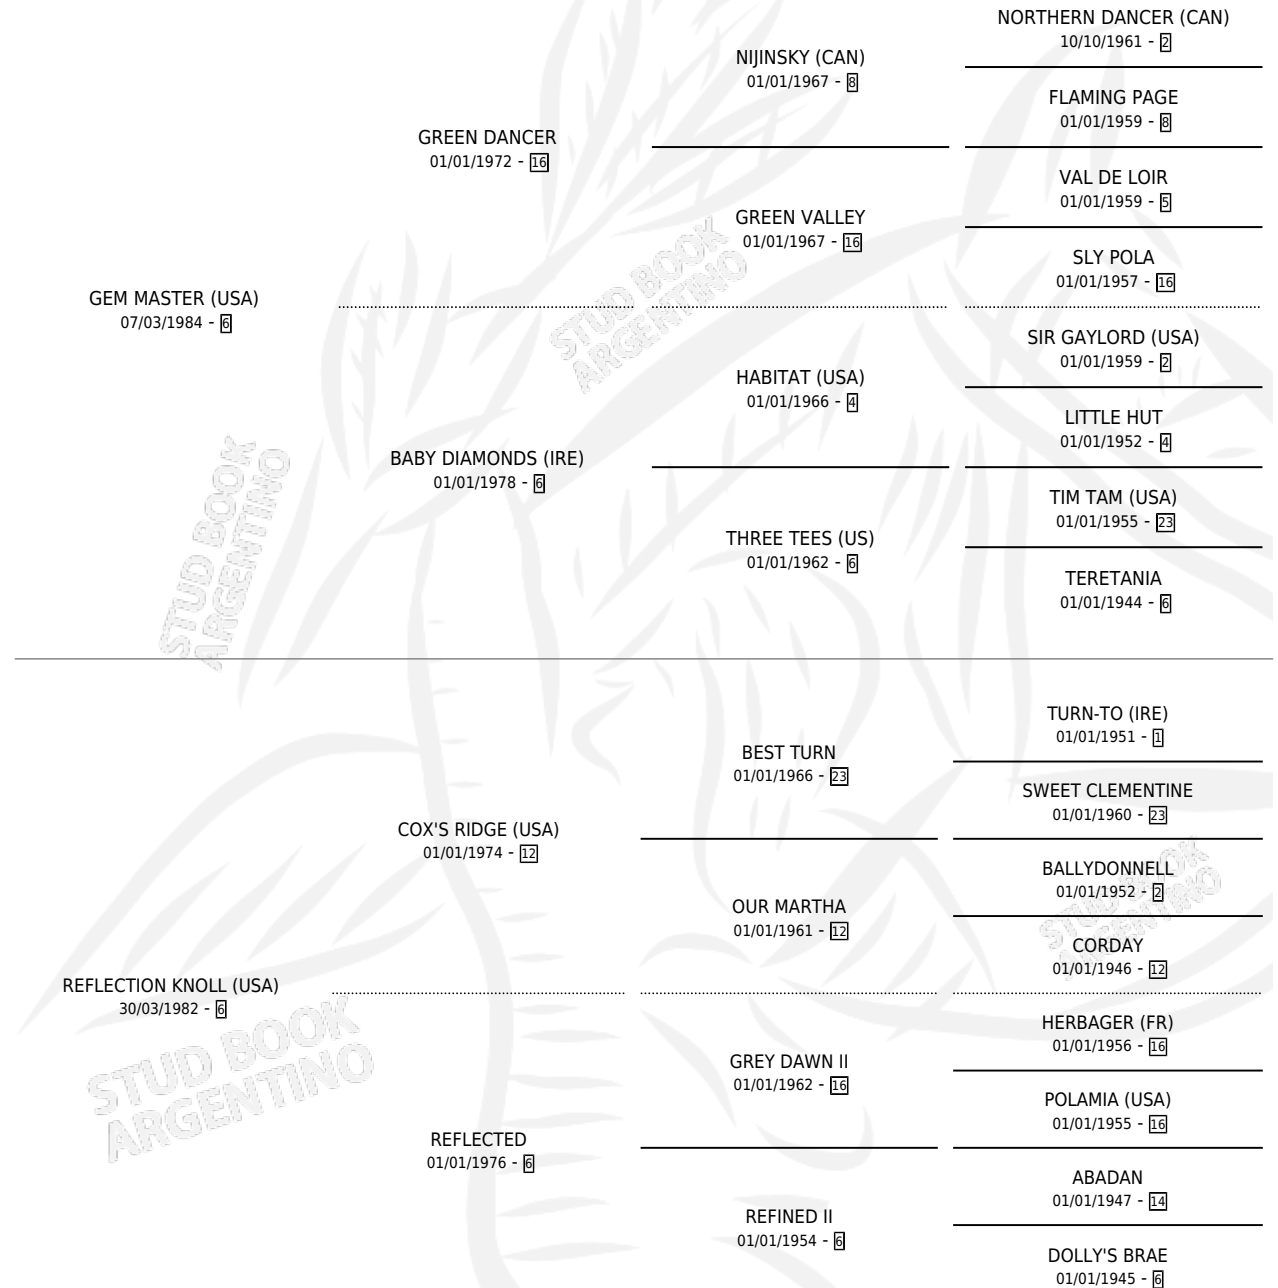 NORTHERN DANCER (CAN)
10/10/1961 - 2
NIJINSKY (CAN)
01/01/1967 - 8
FLAMING PAGE
01/01/1959 - 8
GREEN DANCER
01/01/1972 - 16
VAL DE LOIR
01/01/1959 - 5
GREEN VALLEY
01/01/1967 - 16
SLY POLA
01/01/1957 - 16
GEM MASTER (USA)
07/03/1984 - 6
SIR GAYLORD (USA)
01/01/1959 - 2
HABITAT (USA)
01/01/1966 - 4
LITTLE HUT
01/01/1952 - 4
BABY DIAMONDS (IRE)
01/01/1978 - 6
TIM TAM (USA)
01/01/1955 - 23
THREE TEES (US)
01/01/1962 - 6
TERETANIA
01/01/1944 - 6
TURN-TO (IRE)
01/01/1951 - 1
BEST TURN
01/01/1966 - 23
SWEET CLEMENTINE
01/01/1960 - 23
COX'S RIDGE (USA)
01/01/1974 - 12
BALLYDONNELL
01/01/1952 - 2
OUR MARTHA
01/01/1961 - 12
CORDAY
01/01/1946 - 12
REFLECTION KNOLL (USA)
30/03/1982 - 6
HERBAGER (FR)
01/01/1956 - 16
GREY DAWN II
01/01/1962 - 16
POLAMIA (USA)
01/01/1955 - 16
REFLECTED
01/01/1976 - 6
ABADAN
01/01/1947 - 14
REFINED II
01/01/1954 - 6
DOLLY'S BRAE
01/01/1945 - 6
STUD BOOK
ARGENTINO
STUD BOOK
ARGENTINO
STUD BOOK
ARGENTINO
STUD BOOK
ARGENTINO